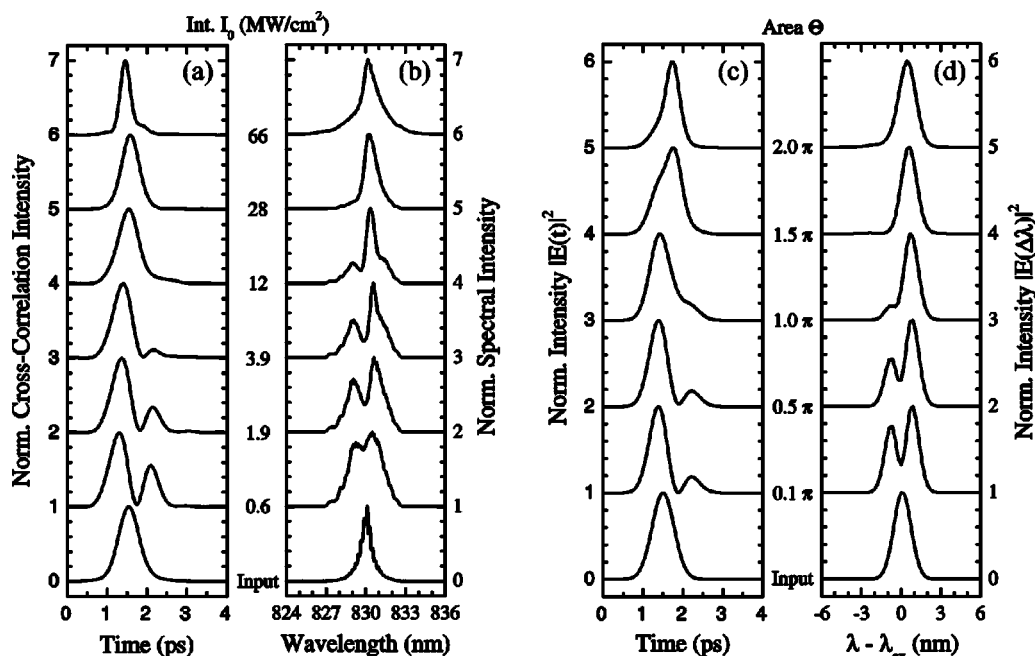 Int. I0 (MW/cm2)
Area Θ
(a)
(b)
(c)
(d)
Norm. Cross-Correlation Intensity
7
6
5
4
3
2
1
0
66
28
12
3.9
1.9
0.6
Input
7
6
5
4
3
2
1
0
Norm. Spectral Intensity
0 1 2 3 4
Time (ps)
824 827 830 833 836
Wavelength (nm)
Norm. Intensity |E(t)|2
6
5
4
3
2
1
0
2.0 π
1.5 π
1.0 π
0.5 π
0.1 π
Input
6
5
4
3
2
1
0
Norm. Intensity |E(Δλ)|2
0 1 2 3 4
Time (ps)
-6 -3 0 3 6
λ - λ (nm)